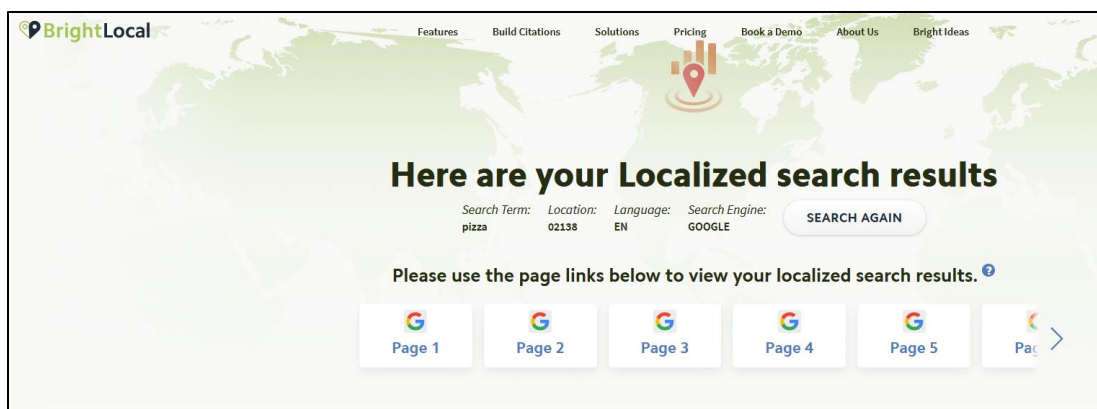 BrightLocal
Features Build Citations Solutions Pricing Book a Demo About Us Bright Ideas
Here are your Localized search results
Search Term: Location: Language: Search Engine:
pizza 02138 EN GOOGLE
SEARCH AGAIN
Please use the page links below to view your localized search results. ?
Page 1 Page 2 Page 3 Page 4 Page 5